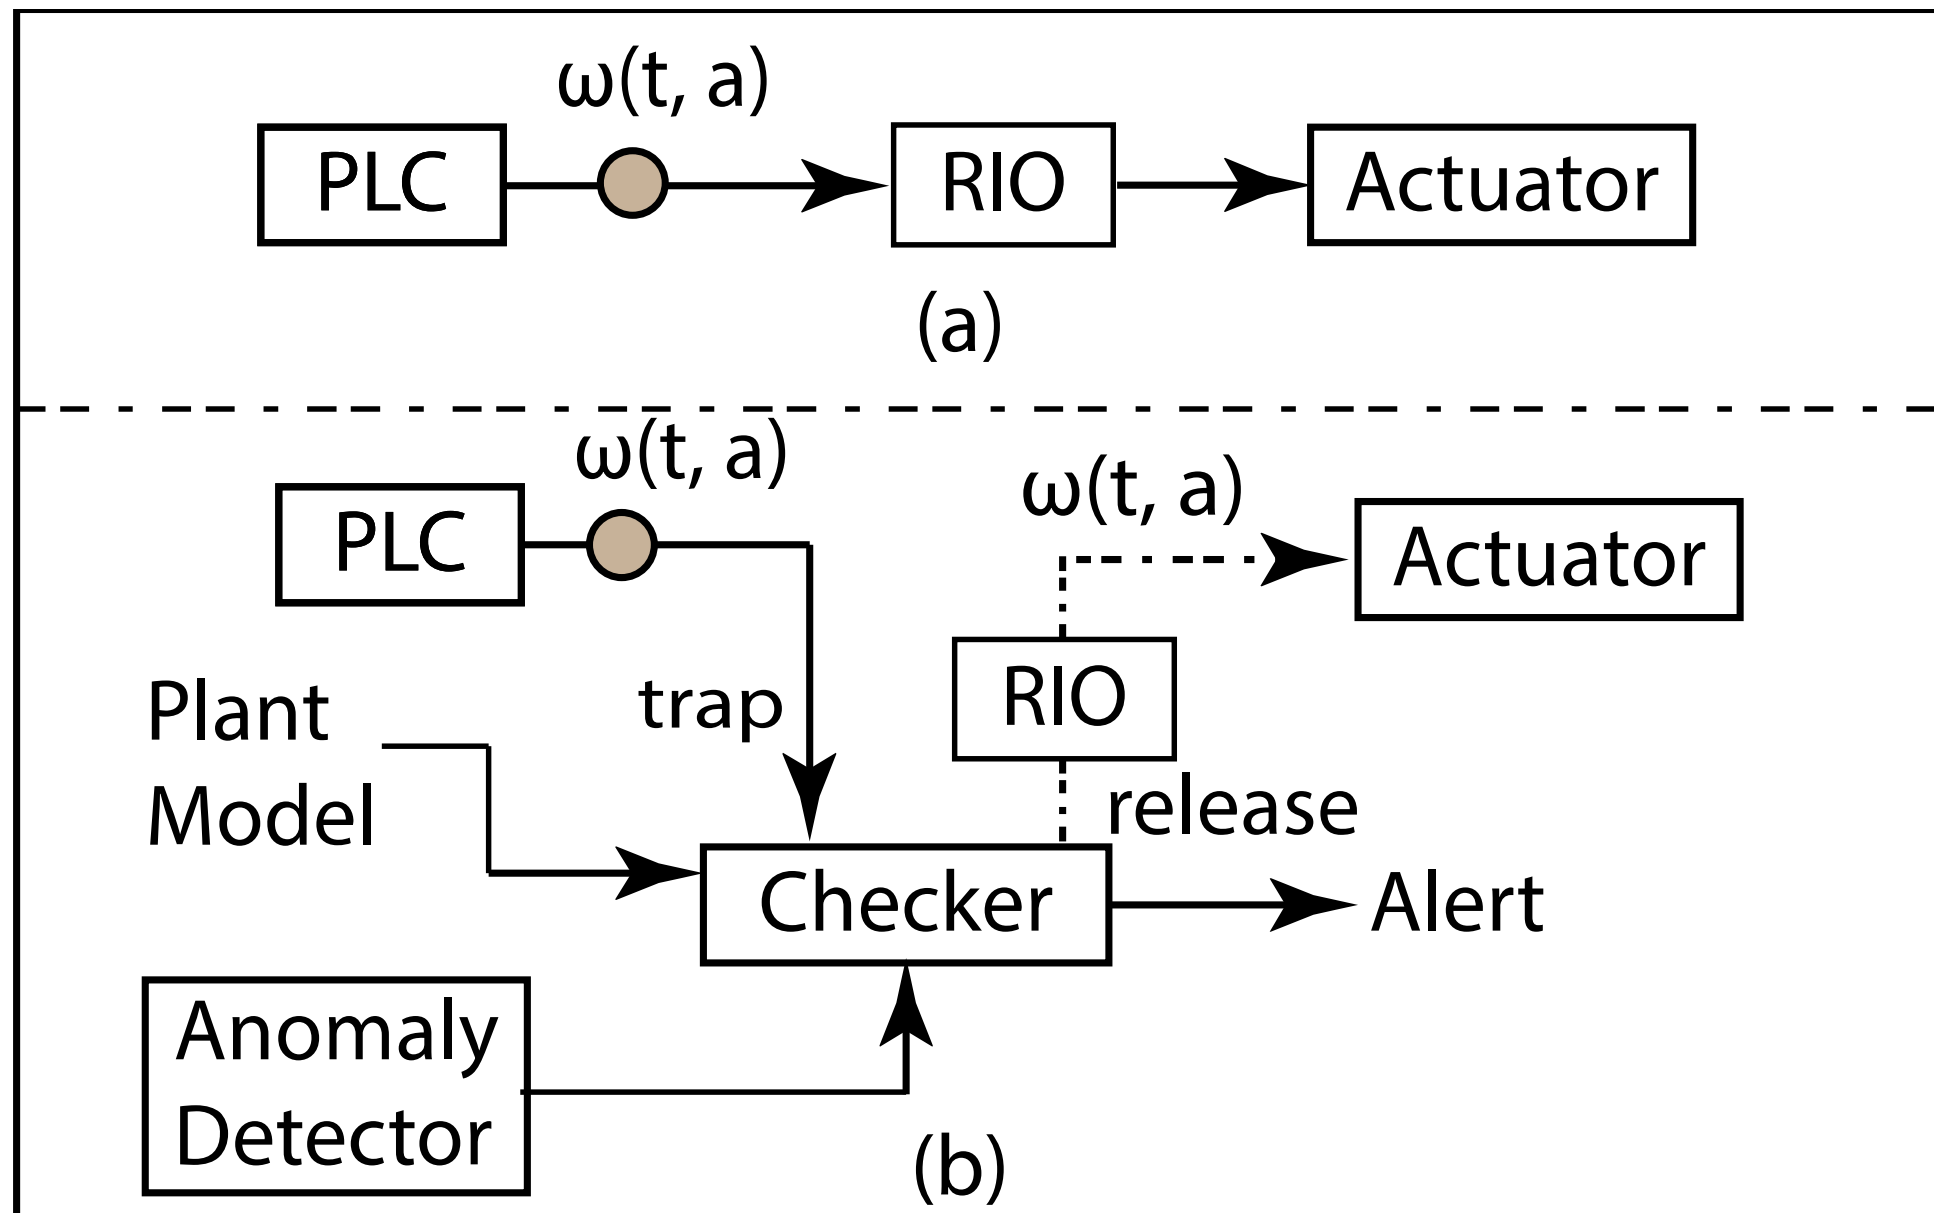 ω(t, a)
PLC
RIO
Actuator
(a)
ω(t, a)
ω(t, a)
PLC
Actuator
Plant
Model
trap
RIO
release
Checker
Alert
Anomaly
Detector
(b)